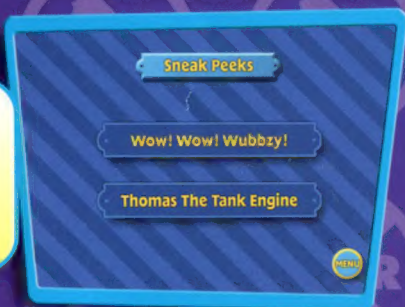 Sneak Peeks
Wow! Wow! Wubbzy!
Thomas The Tank Engine
MENU
R